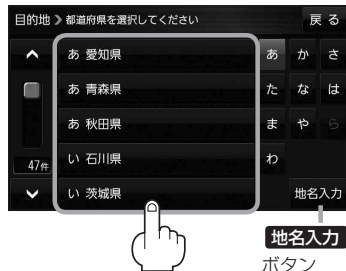 目的地 》都道府県を選択してください 戻る
あ 愛知県 あ か さ
あ 青森県 た な は
あ 秋田県 ま や ら
い 石川県 わ
47件
い 茨城県 地名入力
地名入力
ボタン